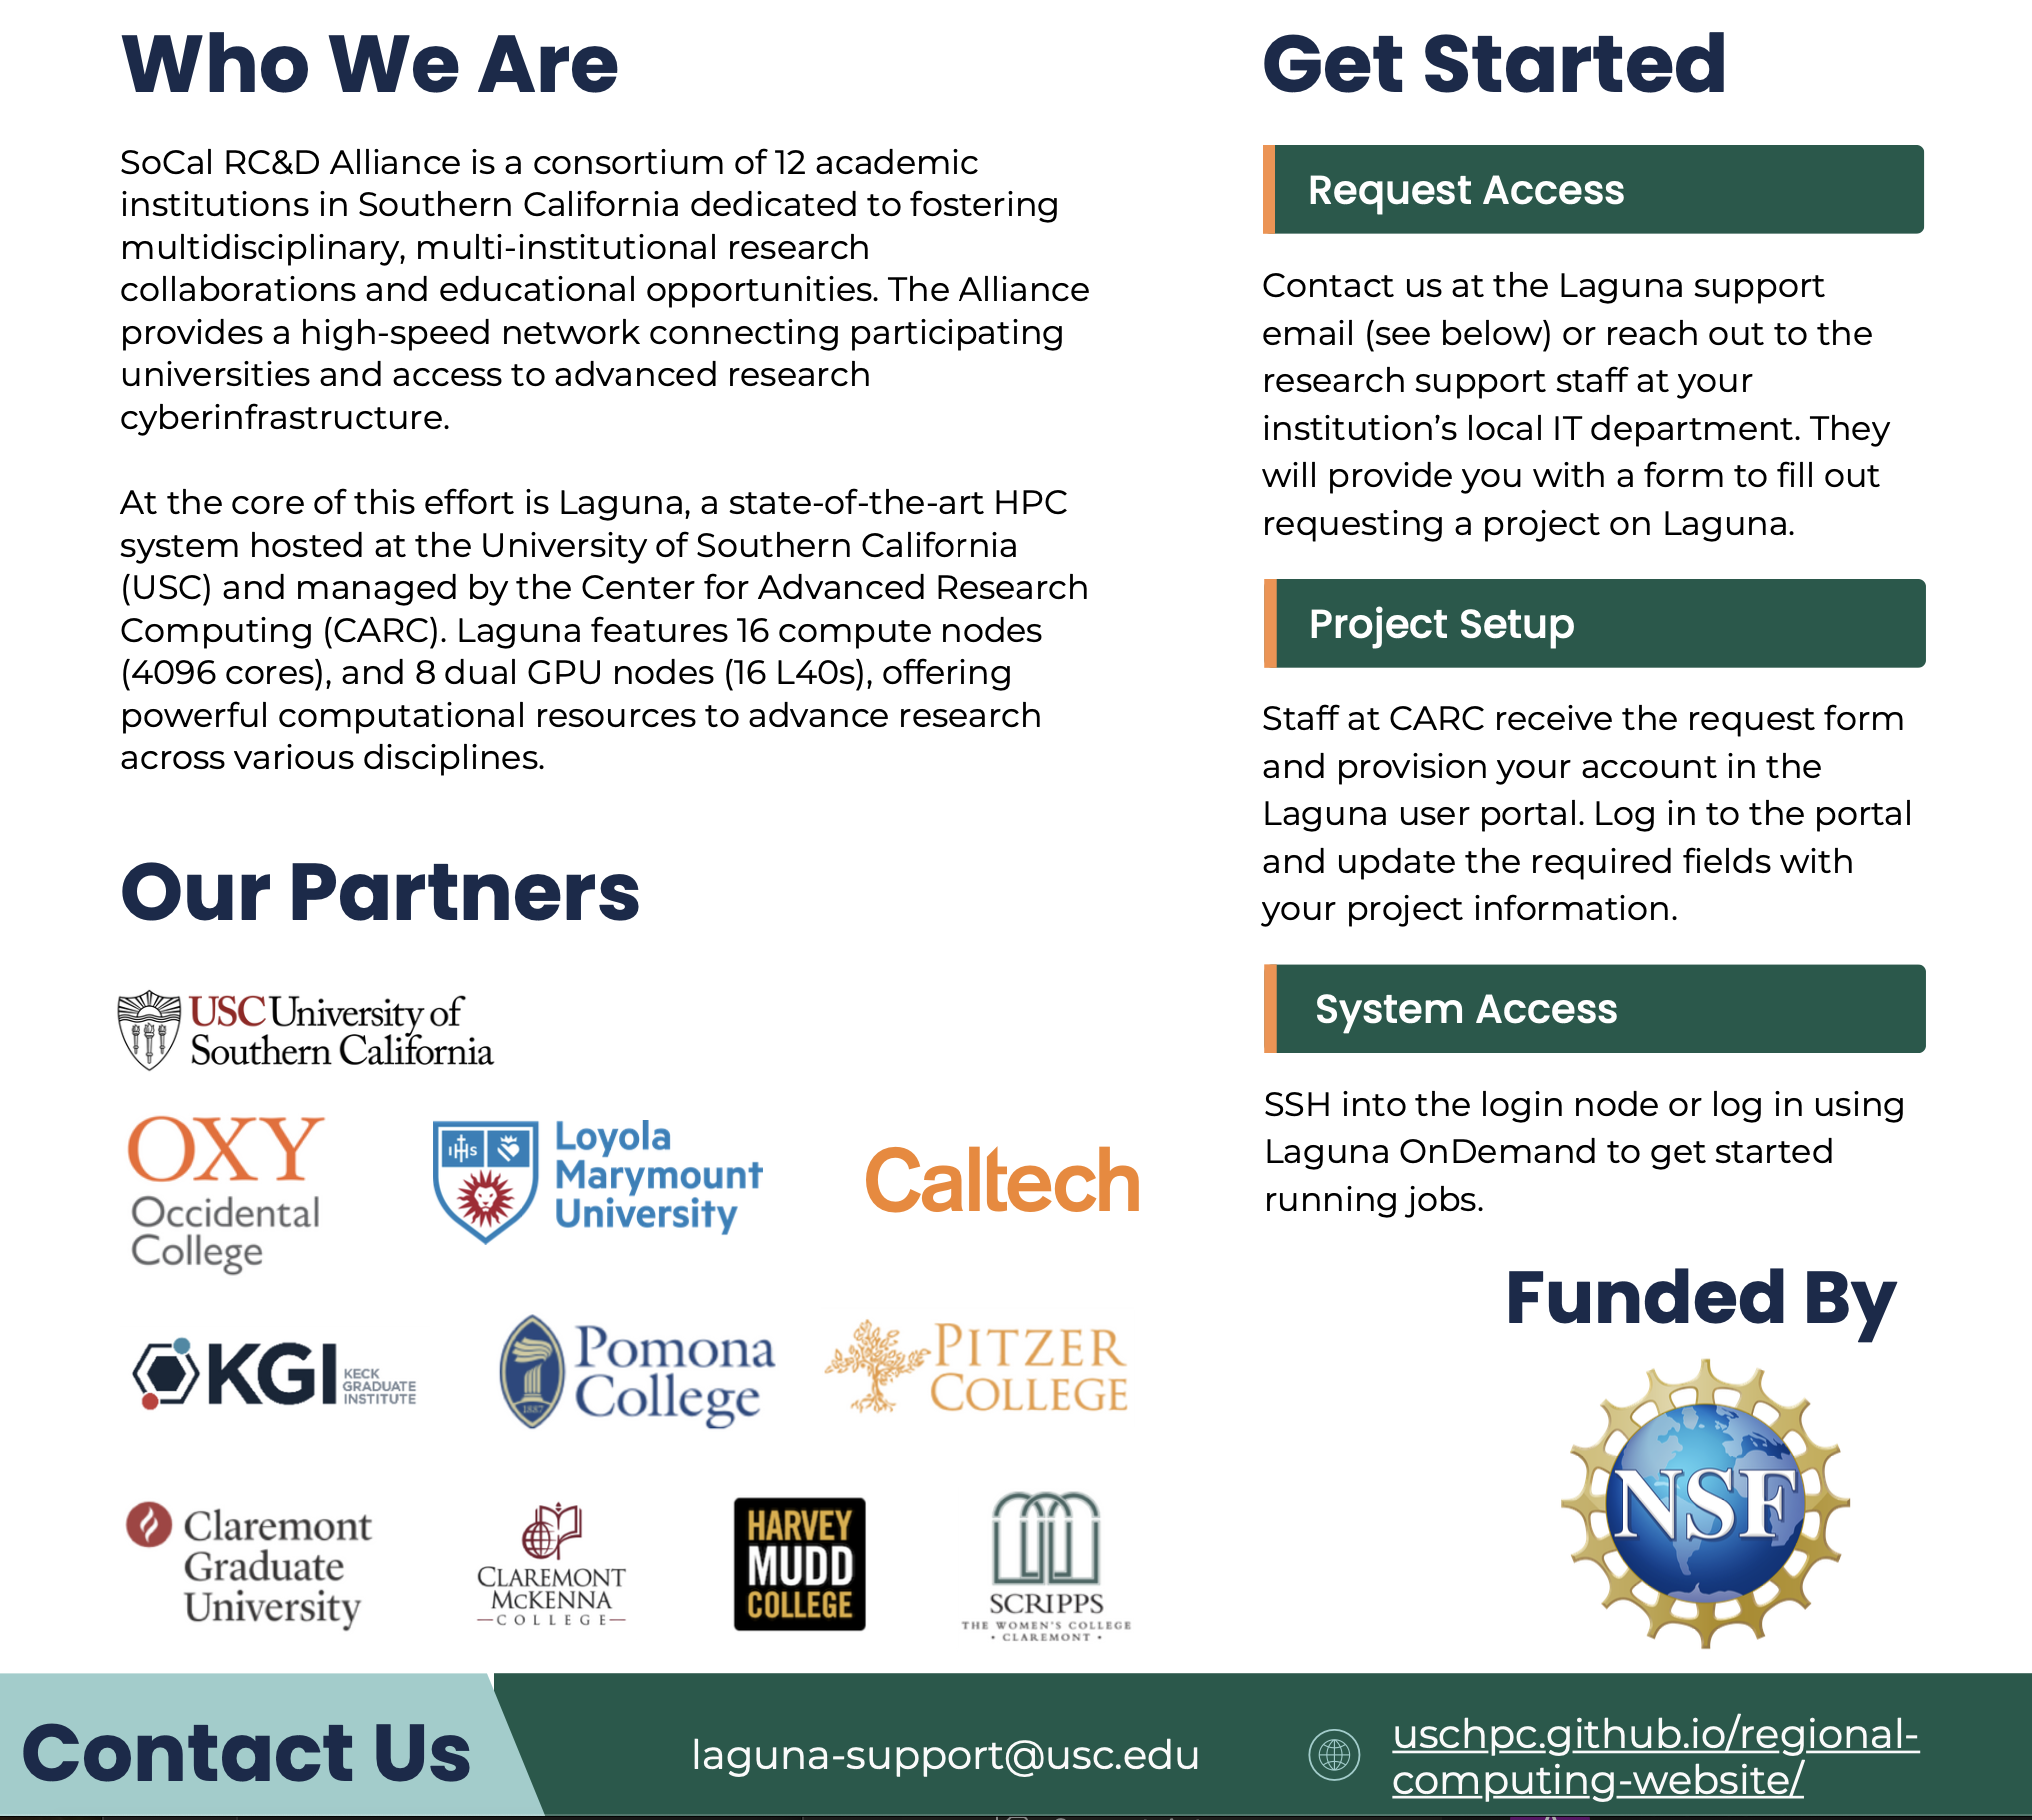 Who We Are
SoCal RC&D Alliance is a consortium of 12 academic
institutions in Southern California dedicated to fostering
multidisciplinary, multi-institutional research
collaborations and educational opportunities. The Alliance
provides a high-speed network connecting participating
universities and access to advanced research
cyberinfrastructure.
At the core of this effort is Laguna, a state-of-the-art HPC
system hosted at the University of Southern California
(USC) and managed by the Center for Advanced Research
Computing (CARC). Laguna features 16 compute nodes
(4096 cores), and 8 dual GPU nodes (16 L40s), offering
powerful computational resources to advance research
across various disciplines.
Our Partners
USC University of
Southern California
OXY
Occidental
College
IHS
Loyola
Marymount
University
Caltech
KGI
KECK
GRADUATE
INSTITUTE
1887
Pomona
College
PITZER
COLLEGE
Claremont
Graduate
University
CLAREMONT
MCKENNA
COLLEGE
HARVEY
MUDD
COLLEGE
SCRIPPS
THE WOMEN'S COLLEGE
• CLAREMONT •
Get Started
Request Access
Contact us at the Laguna support
email (see below) or reach out to the
research support staff at your
institution’s local IT department. They
will provide you with a form to fill out
requesting a project on Laguna.
Project Setup
Staff at CARC receive the request form
and provision your account in the
Laguna user portal. Log in to the portal
and update the required fields with
your project information.
System Access
SSH into the login node or log in using
Laguna OnDemand to get started
running jobs.
Funded By
NSF
Contact Us
laguna-support@usc.edu
uschpc.github.io/regional-
computing-website/